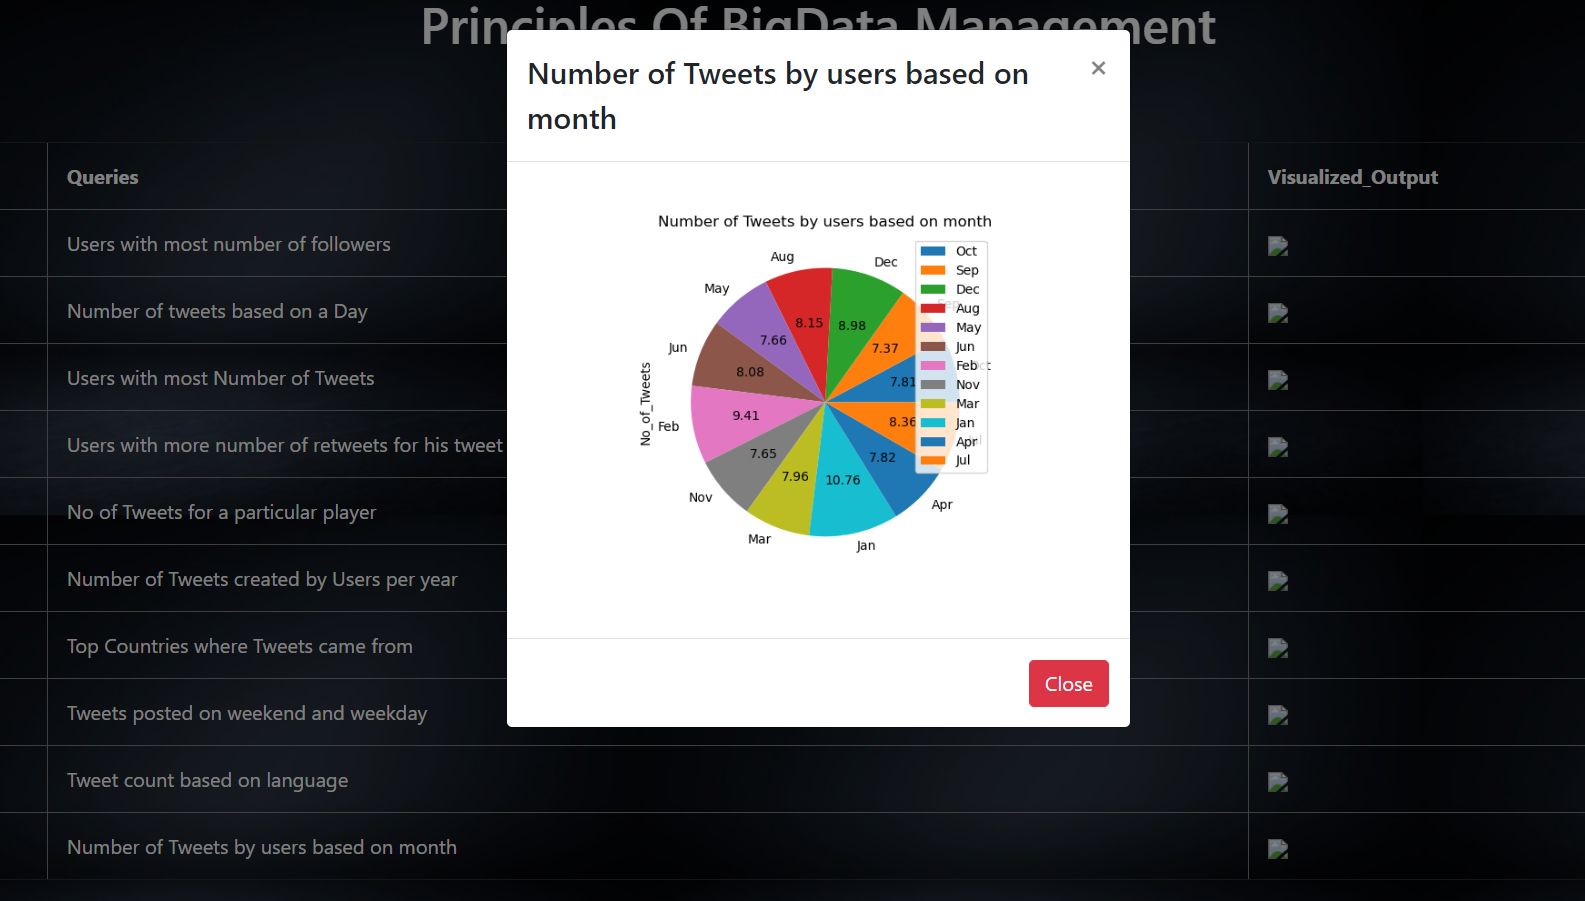 Principles Of BigData Management
Number of Tweets by users based on
month
×
Queries
Visualized_Output
Users with most number of followers
Number of tweets based on a Day
Users with most Number of Tweets
Users with more number of retweets for his tweet
No of Tweets for a particular player
Number of Tweets created by Users per year
Top Countries where Tweets came from
Tweets posted on weekend and weekday
Tweet count based on language
Number of Tweets by users based on month
Number of Tweets by users based on month
No_of_Tweets
Oct
Sep
Dec
Aug
May
Jun
Feb
Nov
Mar
Jan
Apr
Jul
Oct
Sep
Dec
Aug
May
Jun
Feb
Nov
Mar
Jan
Apr
Jul
7.81
7.37
8.98
8.15
7.66
8.08
9.41
7.65
7.96
10.76
7.82
8.36
Close